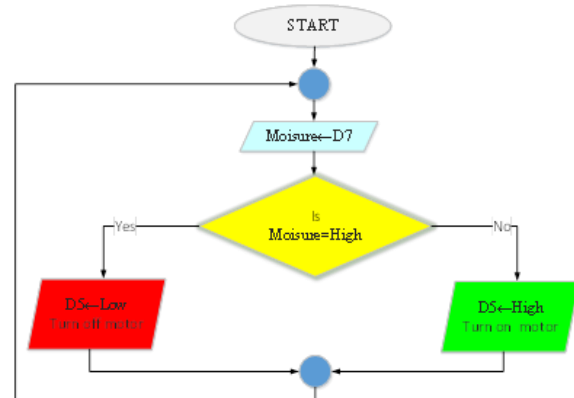 START
Moisure←D7
Is
Moisure=High
Yes
No
D5←Low
Turn off motor
D5←High
Turn on motor